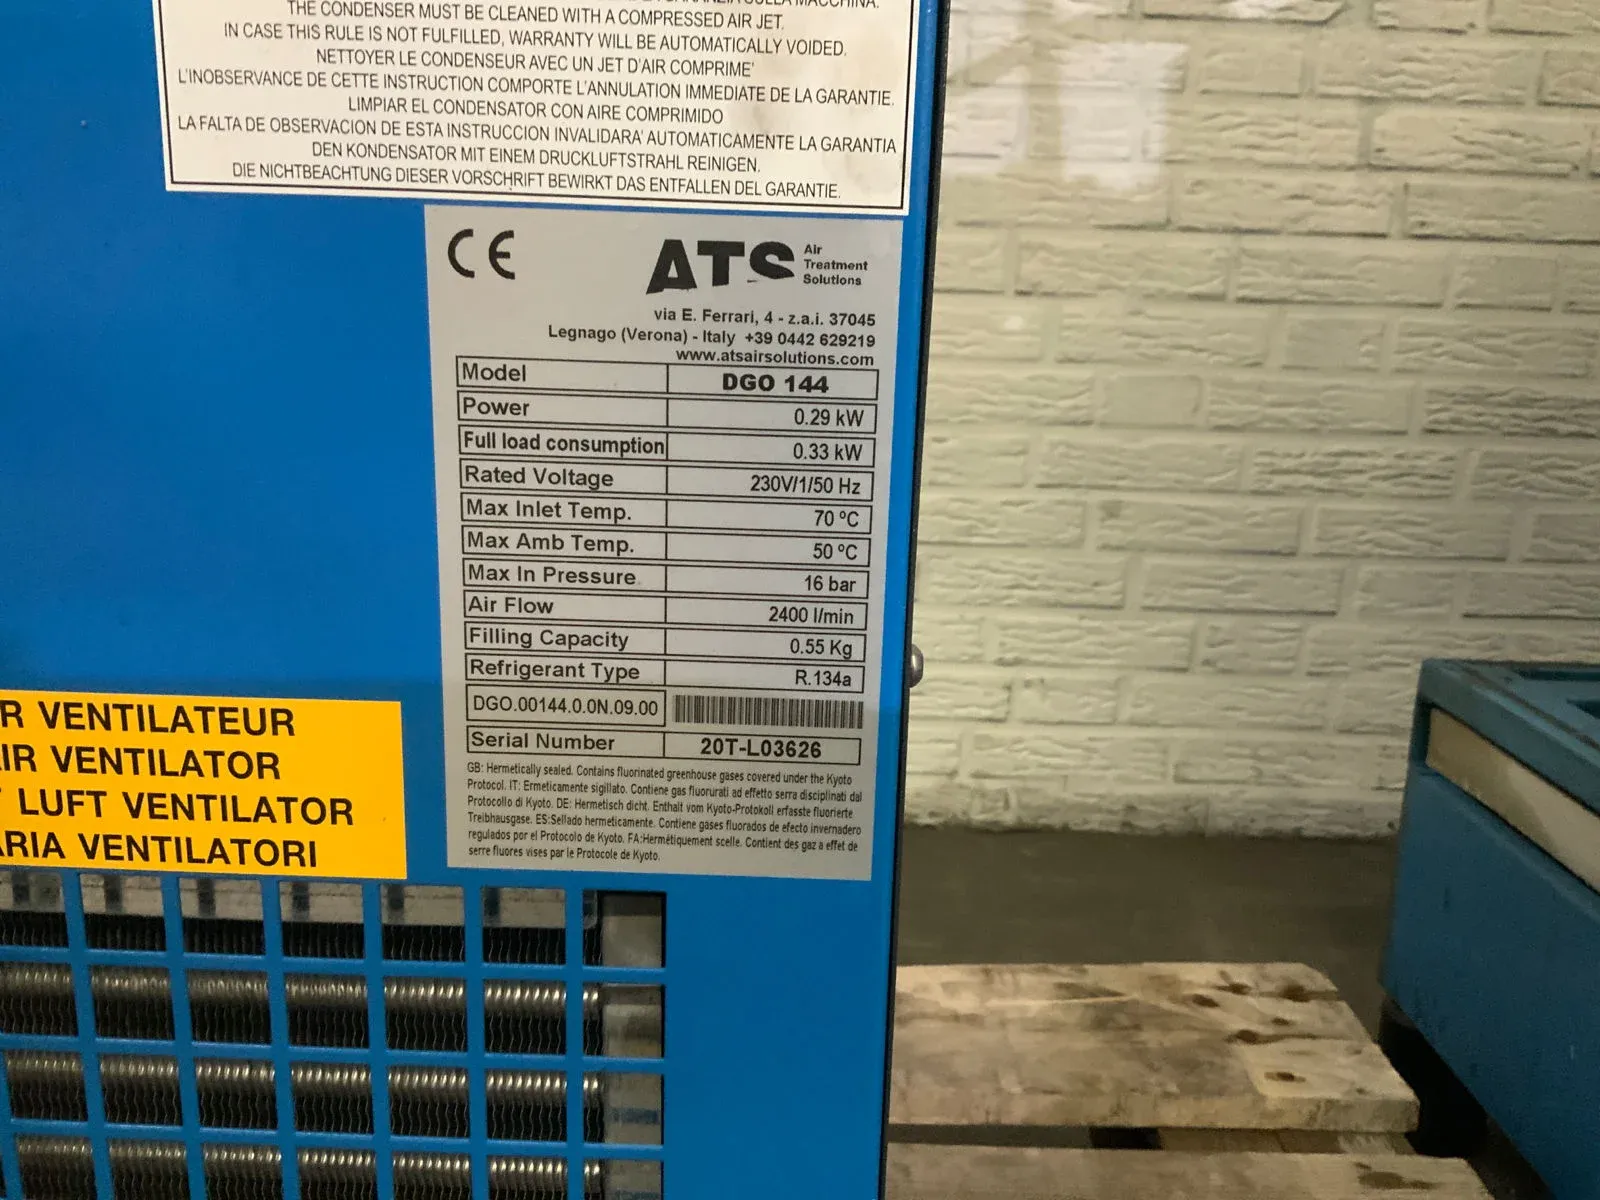 GARANZIA SULLA MACCHINA.
THE CONDENSER MUST BE CLEANED WITH A COMPRESSED AIR JET.
IN CASE THIS RULE IS NOT FULFILLED, WARRANTY WILL BE AUTOMATICALLY VOIDED.
NETTOYER LE CONDENSEUR AVEC UN JET D'AIR COMPRIME'
L'INOBSERVANCE DE CETTE INSTRUCTION COMPORTE L'ANNULATION IMMEDIATE DE LA GARANTIE.
LIMPIAR EL CONDENSATOR CON AIRE COMPRIMIDO
LA FALTA DE OBSERVACION DE ESTA INSTRUCCION INVALIDARA' AUTOMATICAMENTE LA GARANTIA
DEN KONDENSATOR MIT EINEM DRUCKLUFTSTRAHL REINIGEN.
DIE NICHTBEACHTUNG DIESER VORSCHRIFT BEWIRKT DAS ENTFALLEN DEL GARANTIE.
CE ATS Air
Treatment
Solutions
via E. Ferrari, 4 - z.a.i. 37045
Legnago (Verona) - Italy +39 0442 629219
www.atsairsolutions.com
Model DGO 144
Power 0.29 kW
Full load consumption 0.33 kW
Rated Voltage 230V/1/50 Hz
Max Inlet Temp. 70 ºC
Max Amb Temp. 50 ºC
Max In Pressure 16 bar
Air Flow 2400 l/min
Filling Capacity 0.55 Kg
Refrigerant Type R.134a
DGO.00144.0.0N.09.00
Serial Number 20T-L03626
GB: Hermetically sealed. Contains fluorinated greenhouse gases covered under the Kyoto
Protocol. IT: Ermeticamente sigillato. Contiene gas fluorurati ad effetto serra disciplinati dal
Protocollo di Kyoto. DE: Hermetisch dicht. Enthält vom Kyoto-Protokoll erfasste fluorierte
Treibhausgase. ES:Sellado hermeticamente. Contiene gases fluorados de efecto invernadero
regulados por el Protocolo de Kyoto. FA:Hermétiquement scelle. Contient des gaz a effet de
serre fluores vises par le Protocole de Kyoto.
R VENTILATEUR
IR VENTILATOR
LUFT VENTILATOR
ARIA VENTILATORI